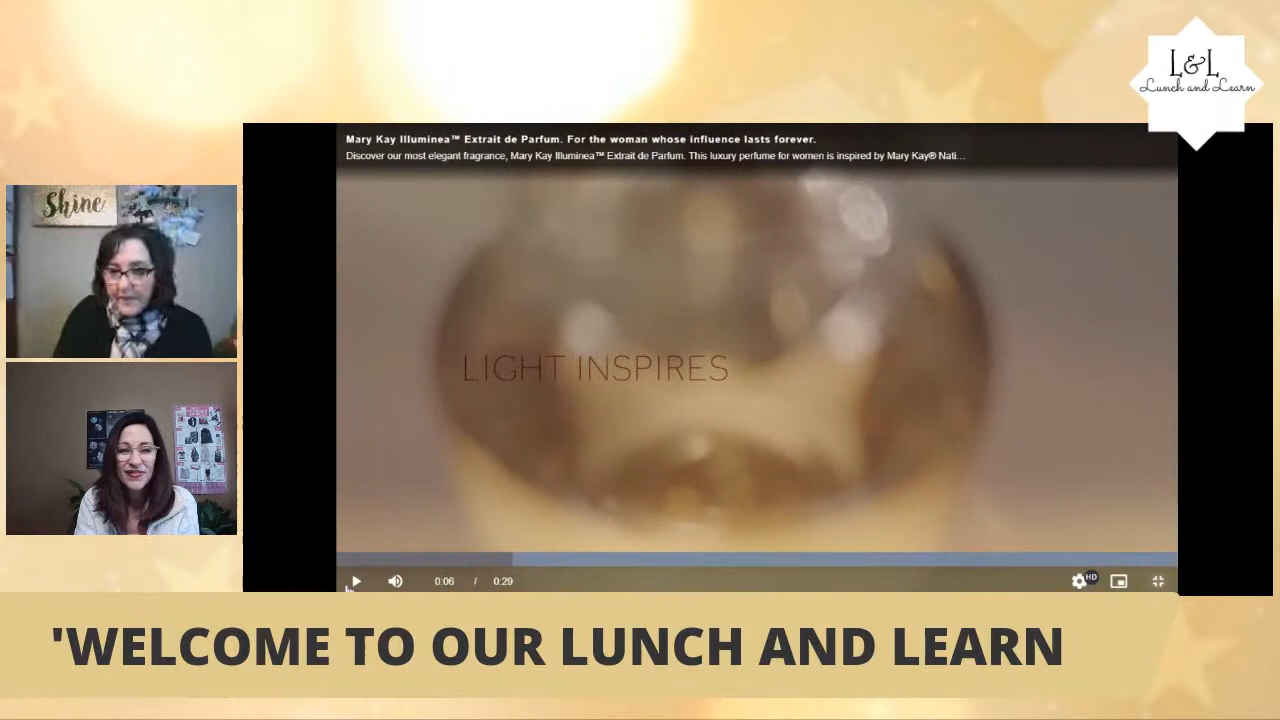 L&L
Lunch and Learn
Mary Kay Illuminea™ Extrait de Parfum. For the woman whose influence lasts forever.
Discover our most elegant fragrance, Mary Kay Illuminea™ Extrait de Parfum. This luxury perfume for women is inspired by Mary Kay® Nati...
Shine
LIGHT INSPIRES
0:06 / 0:29
HD
'WELCOME TO OUR LUNCH AND LEARN